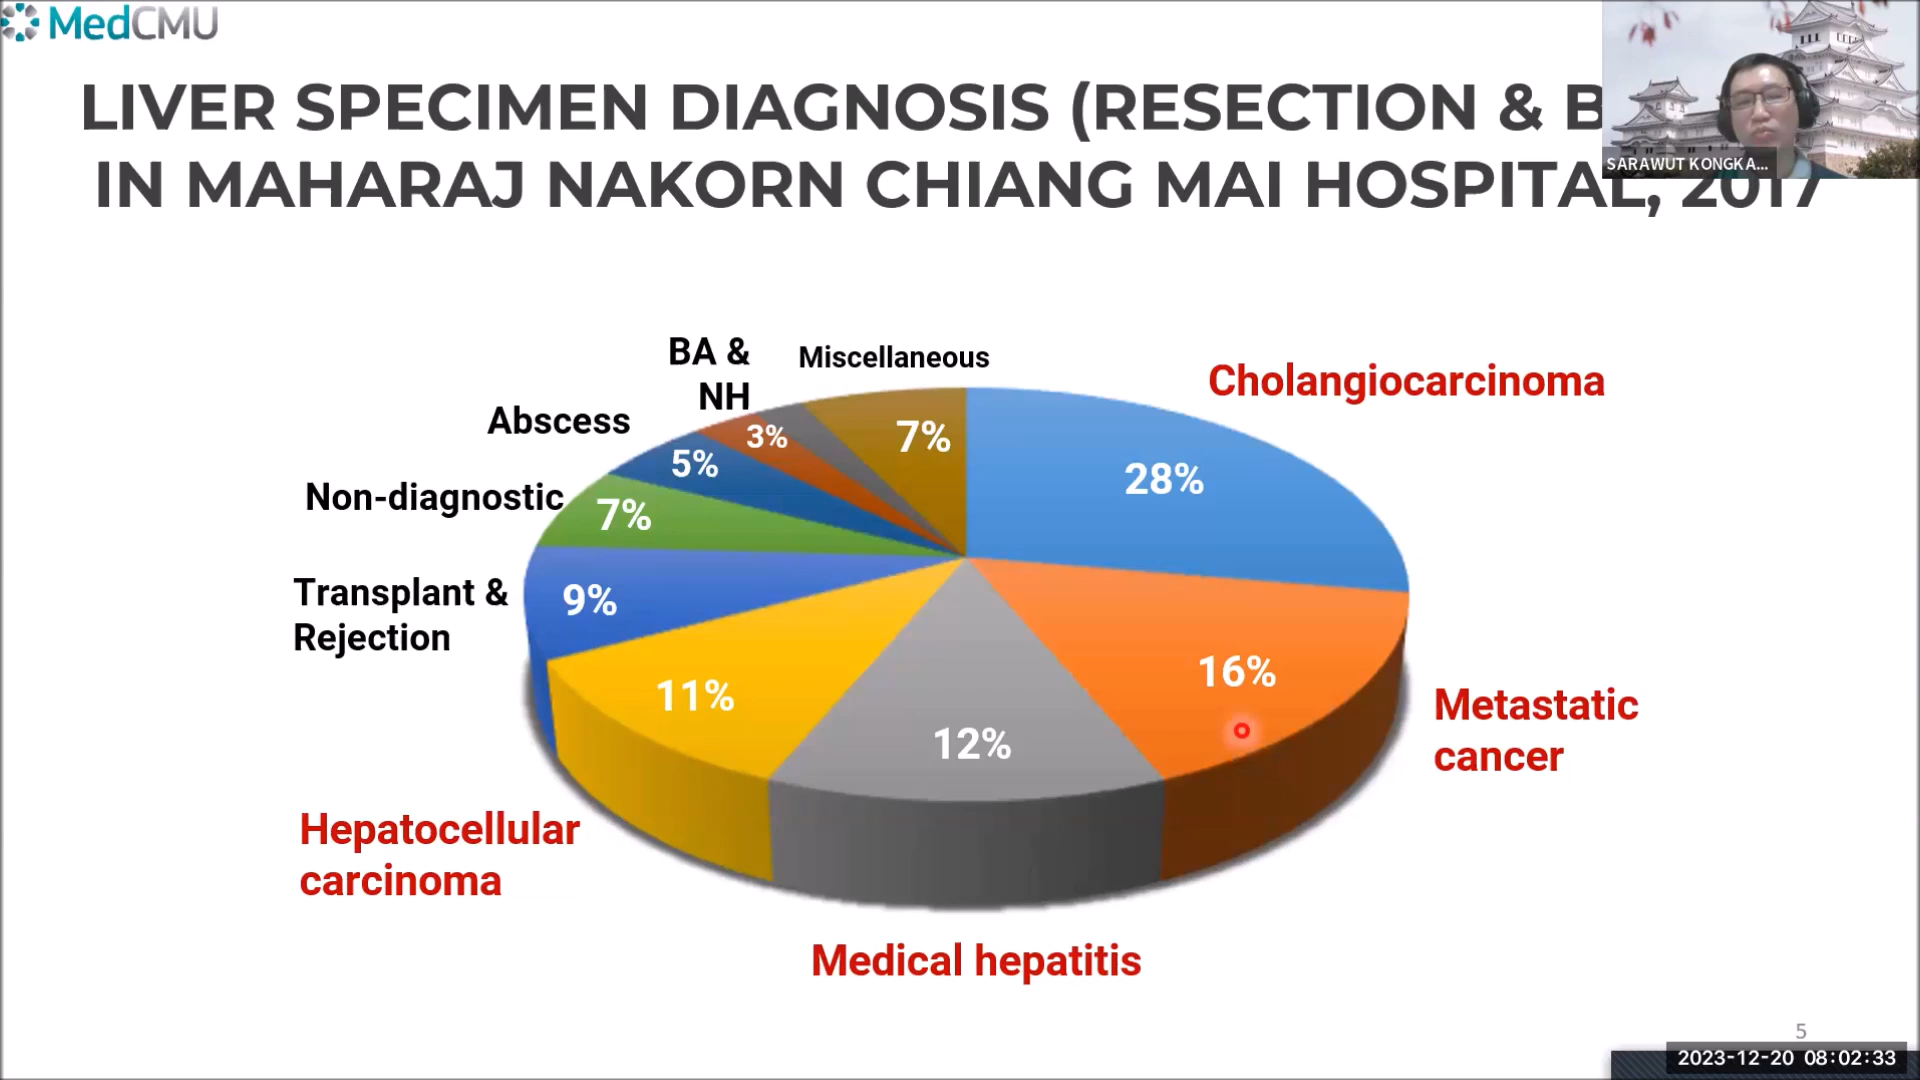 MedCMU
LIVER SPECIMEN DIAGNOSIS (RESECTION & B
IN MAHARAJ NAKORN CHIANG MAI HOSPITAL, 2017
SARAWUT KONGKA...
BA &
NH
Miscellaneous
Cholangiocarcinoma
Abscess
3%
7%
5%
28%
Non-diagnostic
7%
Transplant &
Rejection
9%
16%
11%
12%
Metastatic
cancer
Hepatocellular
carcinoma
Medical hepatitis
5
2023-12-20 08:02:33